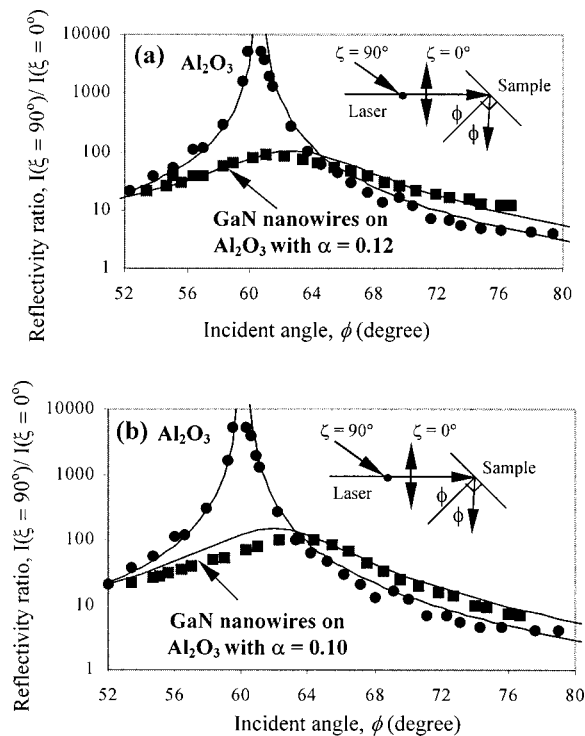 Reflectivity ratio, I(ξ = 90°)/ I(ξ = 0°)
10000
1000
100
10
1
(a)
Al₂O₃
ζ = 90°
ζ = 0°
Sample
Laser
ϕ
ϕ
GaN nanowires on
Al₂O₃ with α = 0.12
52 56 60 64 68 72 76 80
Incident angle, ϕ (degree)
Reflectivity ratio, I(ξ = 90°)/ I(ξ = 0°)
10000
1000
100
10
1
(b)
Al₂O₃
ζ = 90°
ζ = 0°
Sample
Laser
ϕ
ϕ
GaN nanowires on
Al₂O₃ with α = 0.10
52 56 60 64 68 72 76 80
Incident angle, ϕ (degree)